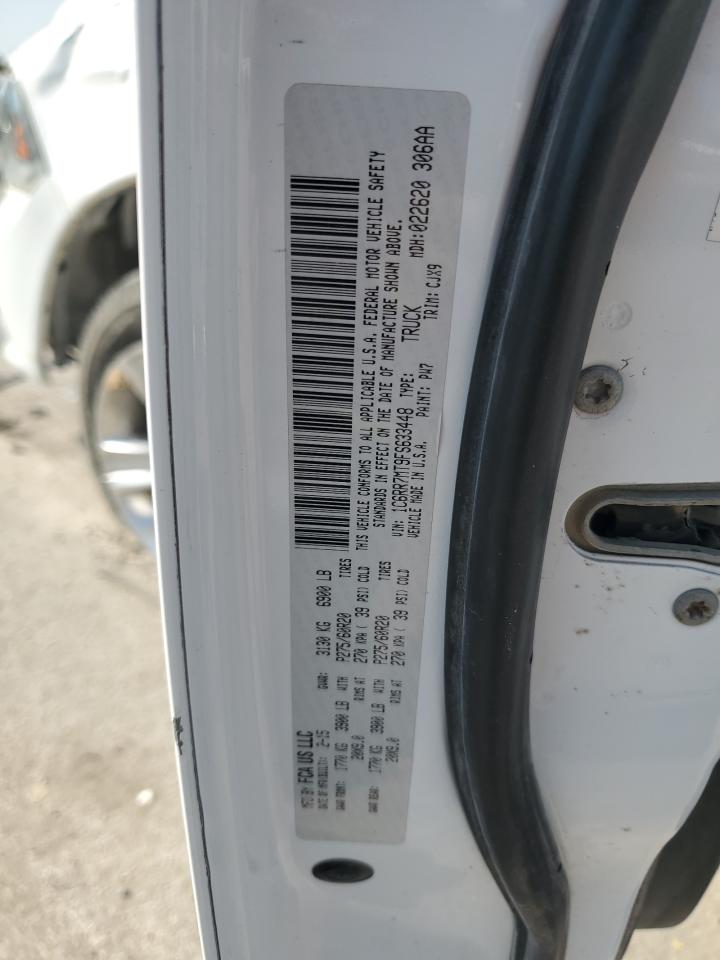 MFD BY: FCA US LLC
DATE OF MFR/BUILT: 2-15 GVWR: 3130 KG 6900 LB
GAWR FRONT: 1770 KG 3900 LB WITH P275/60R20 TIRES
20X9.0 RIMS AT 270 KPA ( 39 PSI) COLD
GAWR REAR: 1770 KG 3900 LB WITH P275/60R20 TIRES
20X9.0 RIMS AT 270 KPA ( 39 PSI) COLD
THIS VEHICLE CONFORMS TO ALL APPLICABLE U.S.A. FEDERAL MOTOR VEHICLE SAFETY
STANDARDS IN EFFECT ON THE DATE OF MANUFACTURE SHOWN ABOVE.
VIN: 1C6RR7MT9FS633448 TYPE: TRUCK MDH: 022620 306AA
VEHICLE MADE IN U.S.A. PAINT: PW7 TRIM: CJX9